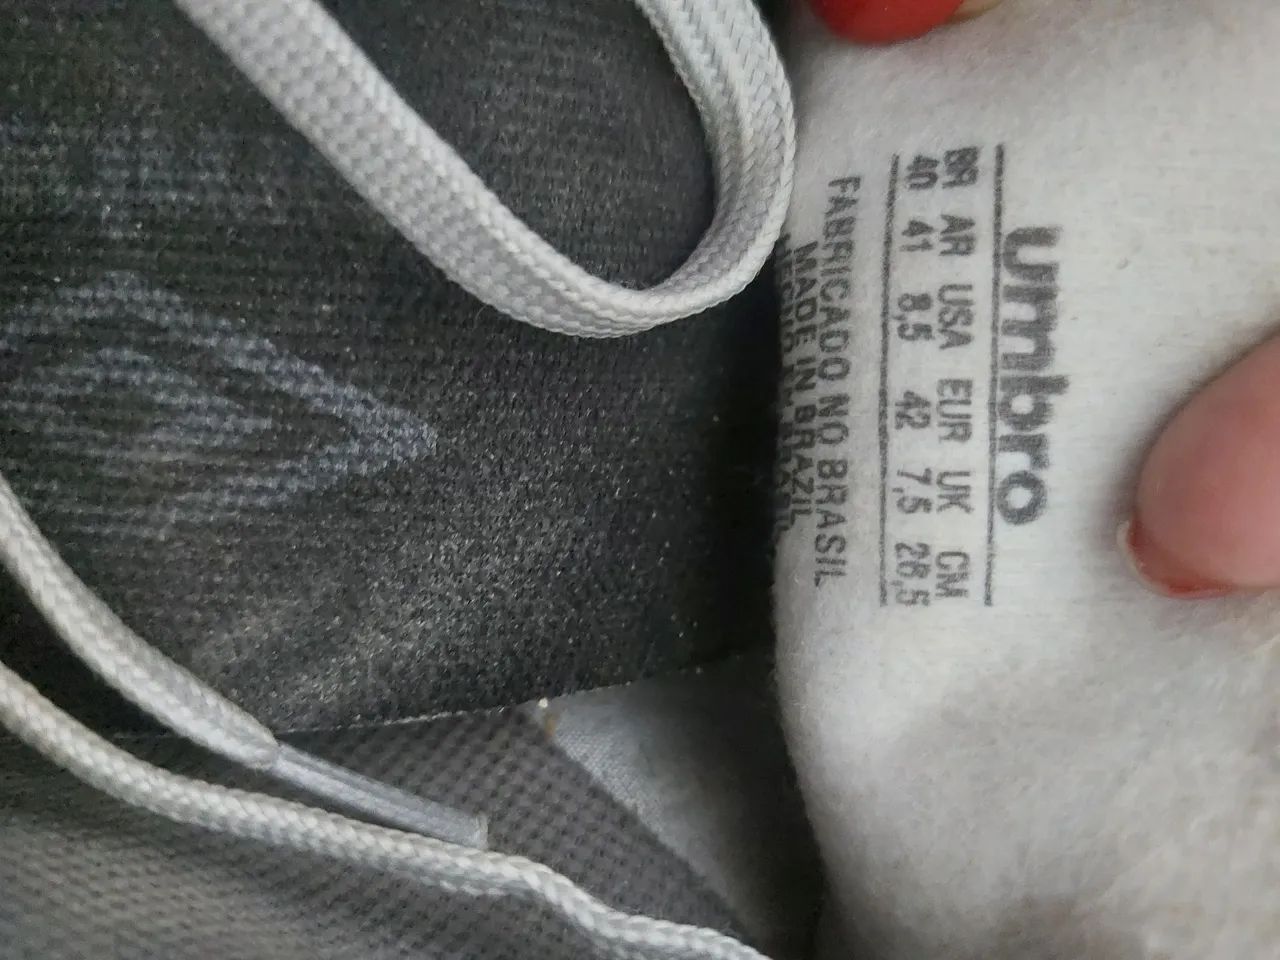 umbro
BR AR USA EUR UK CM
40 41 8,5 42 7,5 28,5
FABRICADO NO BRASIL
MADE IN BRAZIL